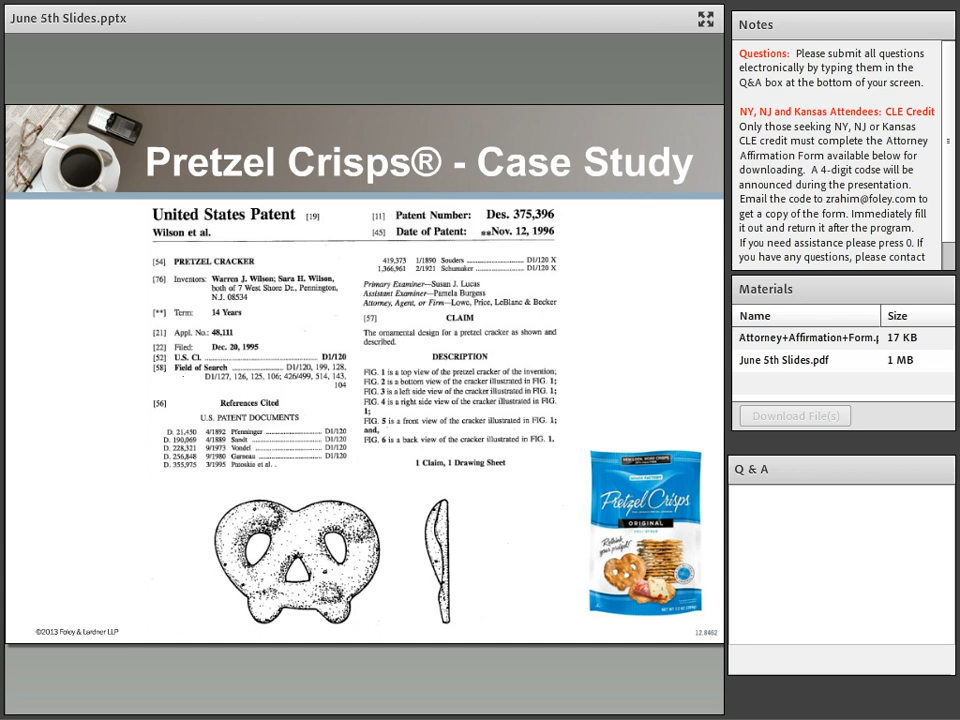 June 5th Slides.pptx
Pretzel Crisps® - Case Study
United States Patent [19]
Wilson et al.
[11] Patent Number: Des. 375,396
[45] Date of Patent: **Nov. 12, 1996
[54] PRETZEL CRACKER
[76] Inventors: Warren J. Wilson; Sara H. Wilson,
both of 7 West Shore Dr., Pennington,
N.J. 08534
[**] Term: 14 Years
[21] Appl. No.: 48,111
[22] Filed: Dec. 20, 1995
[52] U.S. Cl. ........ D1/120
[58] Field of Search ........ D1/120, 199, 128,
D1/127, 126, 125, 106; 426/499, 514, 143,
104
[56] References Cited
U.S. PATENT DOCUMENTS
D. 21,450 4/1892 Pfenninger ........ D1/120
D. 190,069 4/1889 ........ D1/120
D. 228,321 9/1973 Vondel ........ D1/120
D. 256,848 9/1980 Garneau ........ D1/120
D. 355,975 3/1995 et al. .
419,373 1/1890 Souders ........ D1/120 X
1,366,961 2/1921 Schumaker ........ D1/120 X
Primary Examiner—Susan J. Lucas
Assistant Examiner—Pamela Burgess
Attorney, Agent, or Firm—Lowe, Price, LeBlanc & Becker
[57] CLAIM
The ornamental design for a pretzel cracker as shown and
described.
DESCRIPTION
FIG. 1 is a top view of the pretzel cracker of the invention;
FIG. 2 is a bottom view of the cracker illustrated in FIG. 1;
FIG. 3 is a left side view of the cracker illustrated in FIG. 1;
FIG. 4 is a right side view of the cracker illustrated in FIG.
1;
FIG. 5 is a front view of the cracker illustrated in FIG. 1;
and,
FIG. 6 is a back view of the cracker illustrated in FIG. 1.
1 Claim, 1 Drawing Sheet
SNACK FACTORY
Pretzel Crisps
ORIGINAL
Rethink
your pretzel!
©2013 Foley & Lardner LLP
12.8462
Notes
Questions: Please submit all questions
electronically by typing them in the
Q&A box at the bottom of your screen.
NY, NJ and Kansas Attendees: CLE Credit
Only those seeking NY, NJ or Kansas
CLE credit must complete the Attorney
Affirmation Form available below for
downloading. A 4-digit codse will be
announced during the presentation.
Email the code to zrahim@foley.com to
get a copy of the form. Immediately fill
it out and return it after the program.
If you need assistance please press 0. If
you have any questions, please contact
Materials
Name Size
Attorney+Affirmation+Form.p 17 KB
June 5th Slides.pdf 1 MB
Download File(s)
Q & A